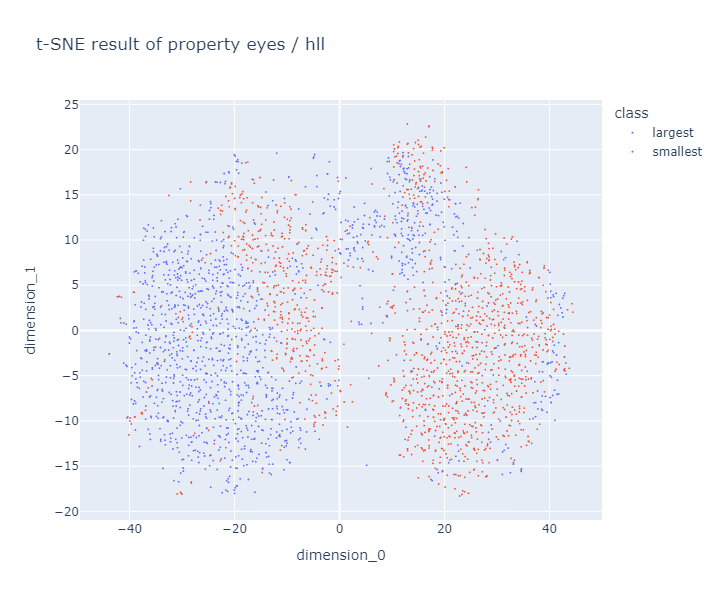 t-SNE result of property eyes / hll
class
largest
smallest
25
20
15
10
5
0
−5
−10
−15
−20
dimension_1
−40
−20
0
20
40
dimension_0